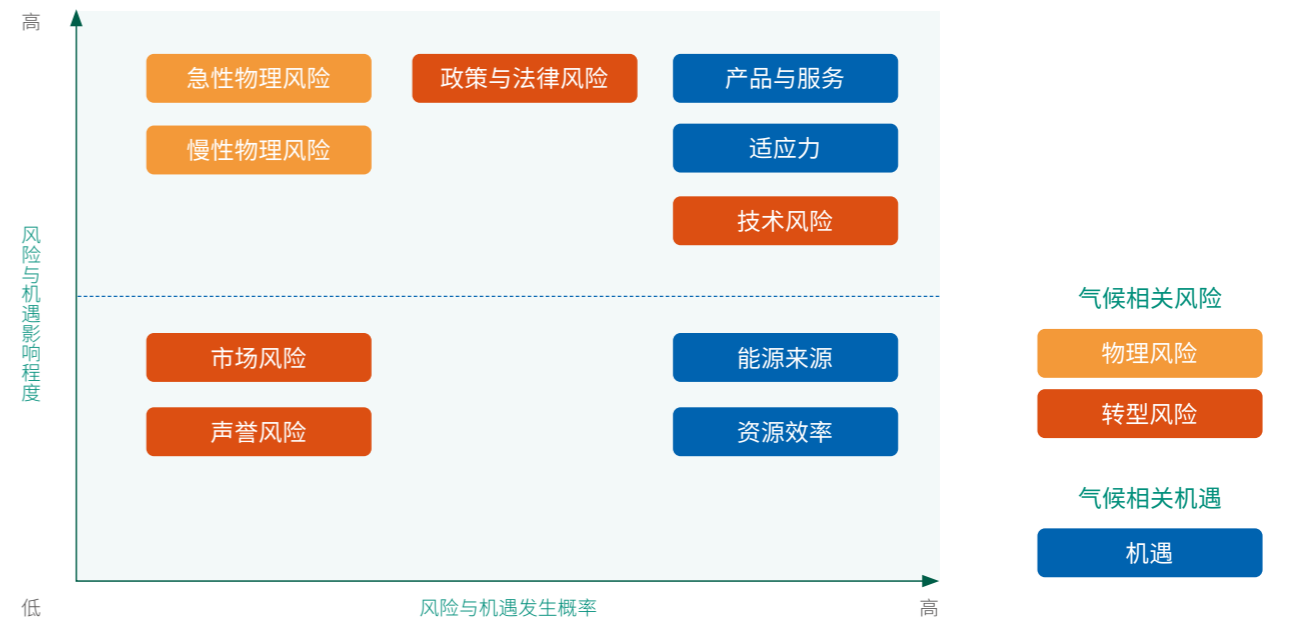 高
急性物理风险
政策与法律风险
产品与服务
慢性物理风险
适应力
技术风险
风险与机遇影响程度
市场风险
能源来源
声誉风险
资源效率
低
风险与机遇发生概率
高
气候相关风险
物理风险
转型风险
气候相关机遇
机遇